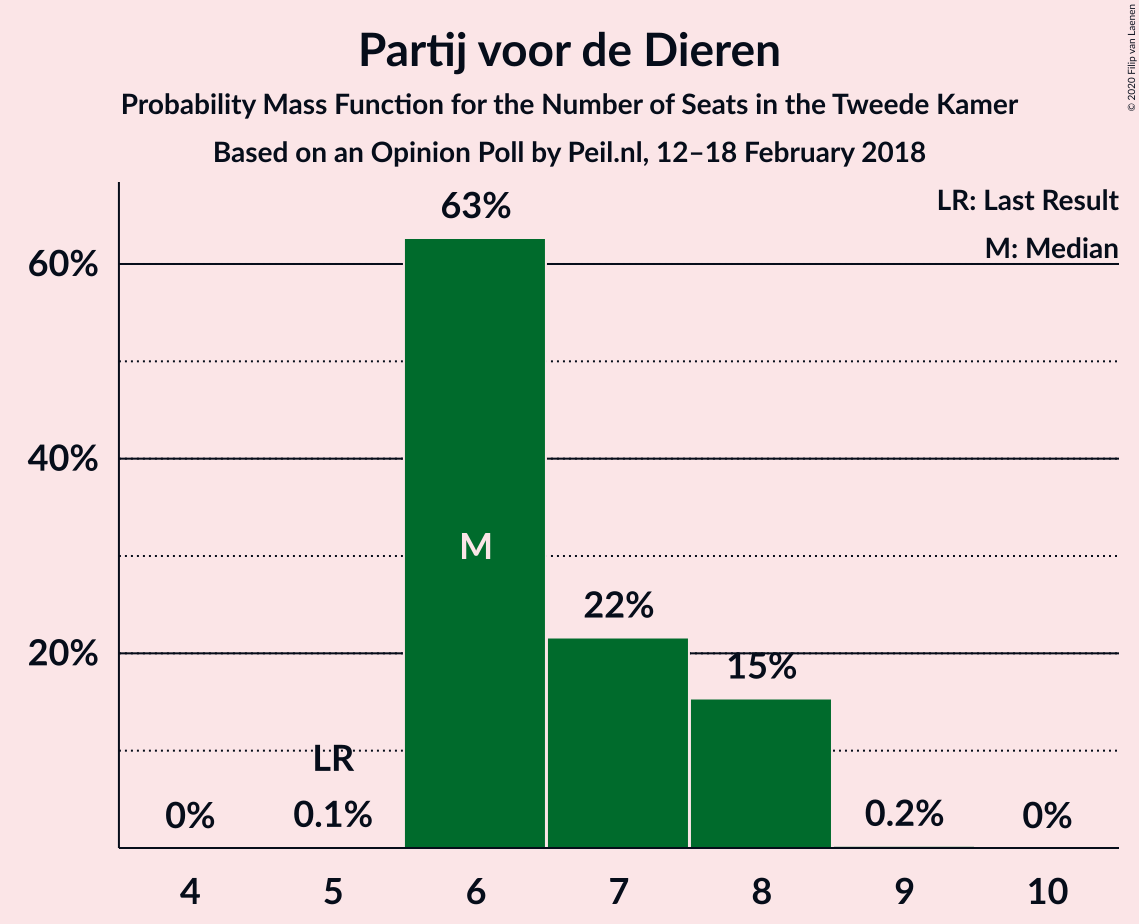 Partij voor de Dieren
Probability Mass Function for the Number of Seats in the Tweede Kamer
Based on an Opinion Poll by Peil.nl, 12–18 February 2018
© 2020 Filip van Laenen
LR: Last Result
M: Median
63%
60%
40%
M
22%
20%
15%
LR
0%
0.1%
0.2%
0%
4 5 6 7 8 9 10